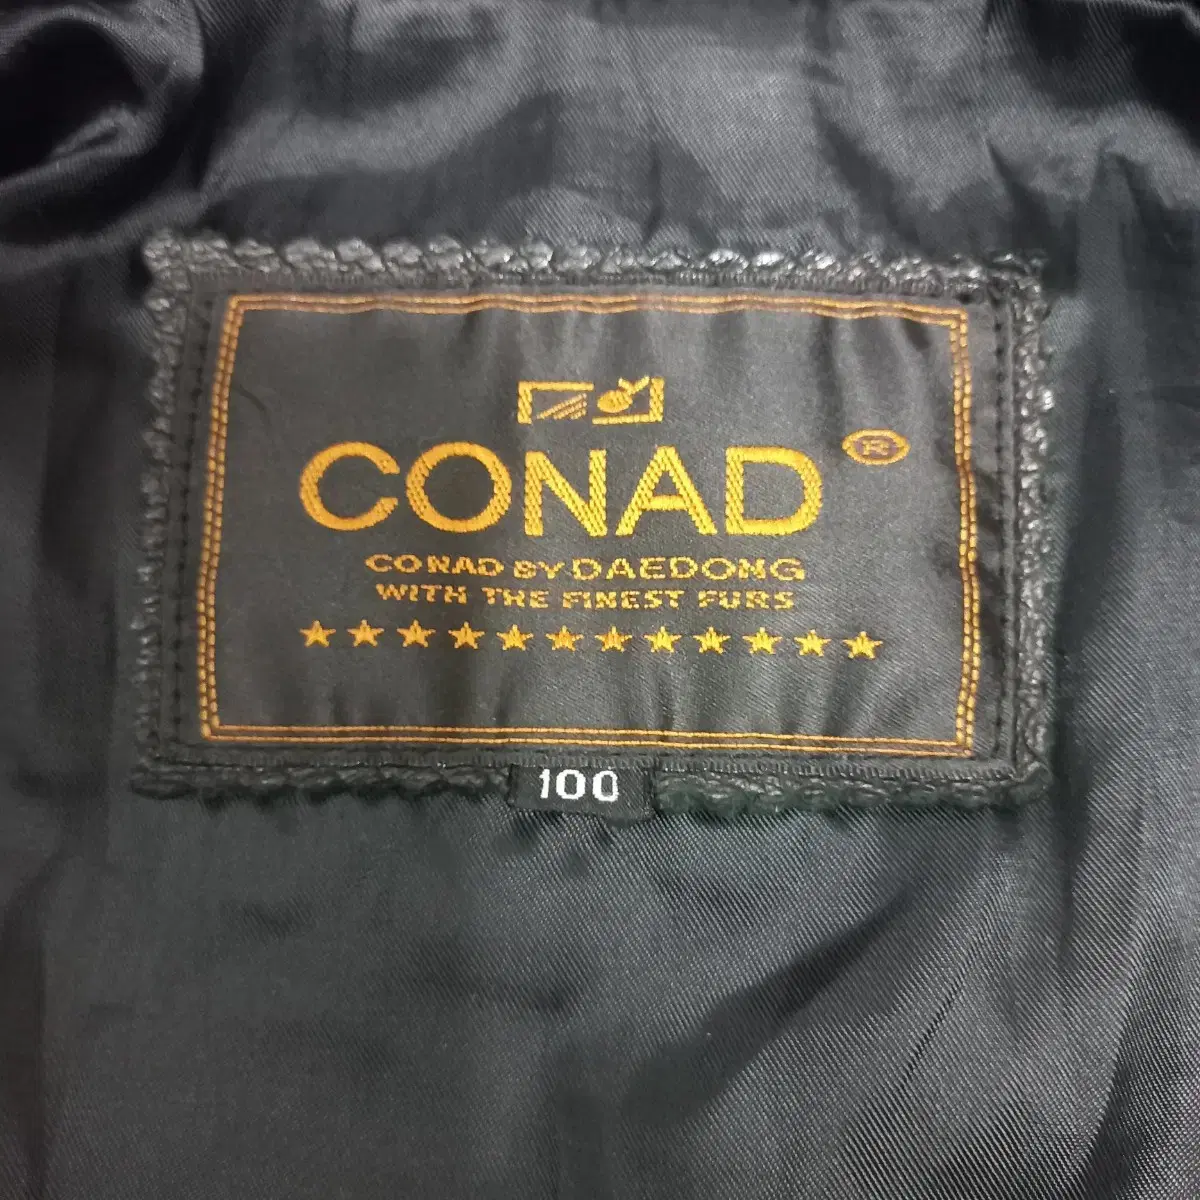 CONAD ®
CONAD BY DAEDONG
WITH THE FINEST FURS
100